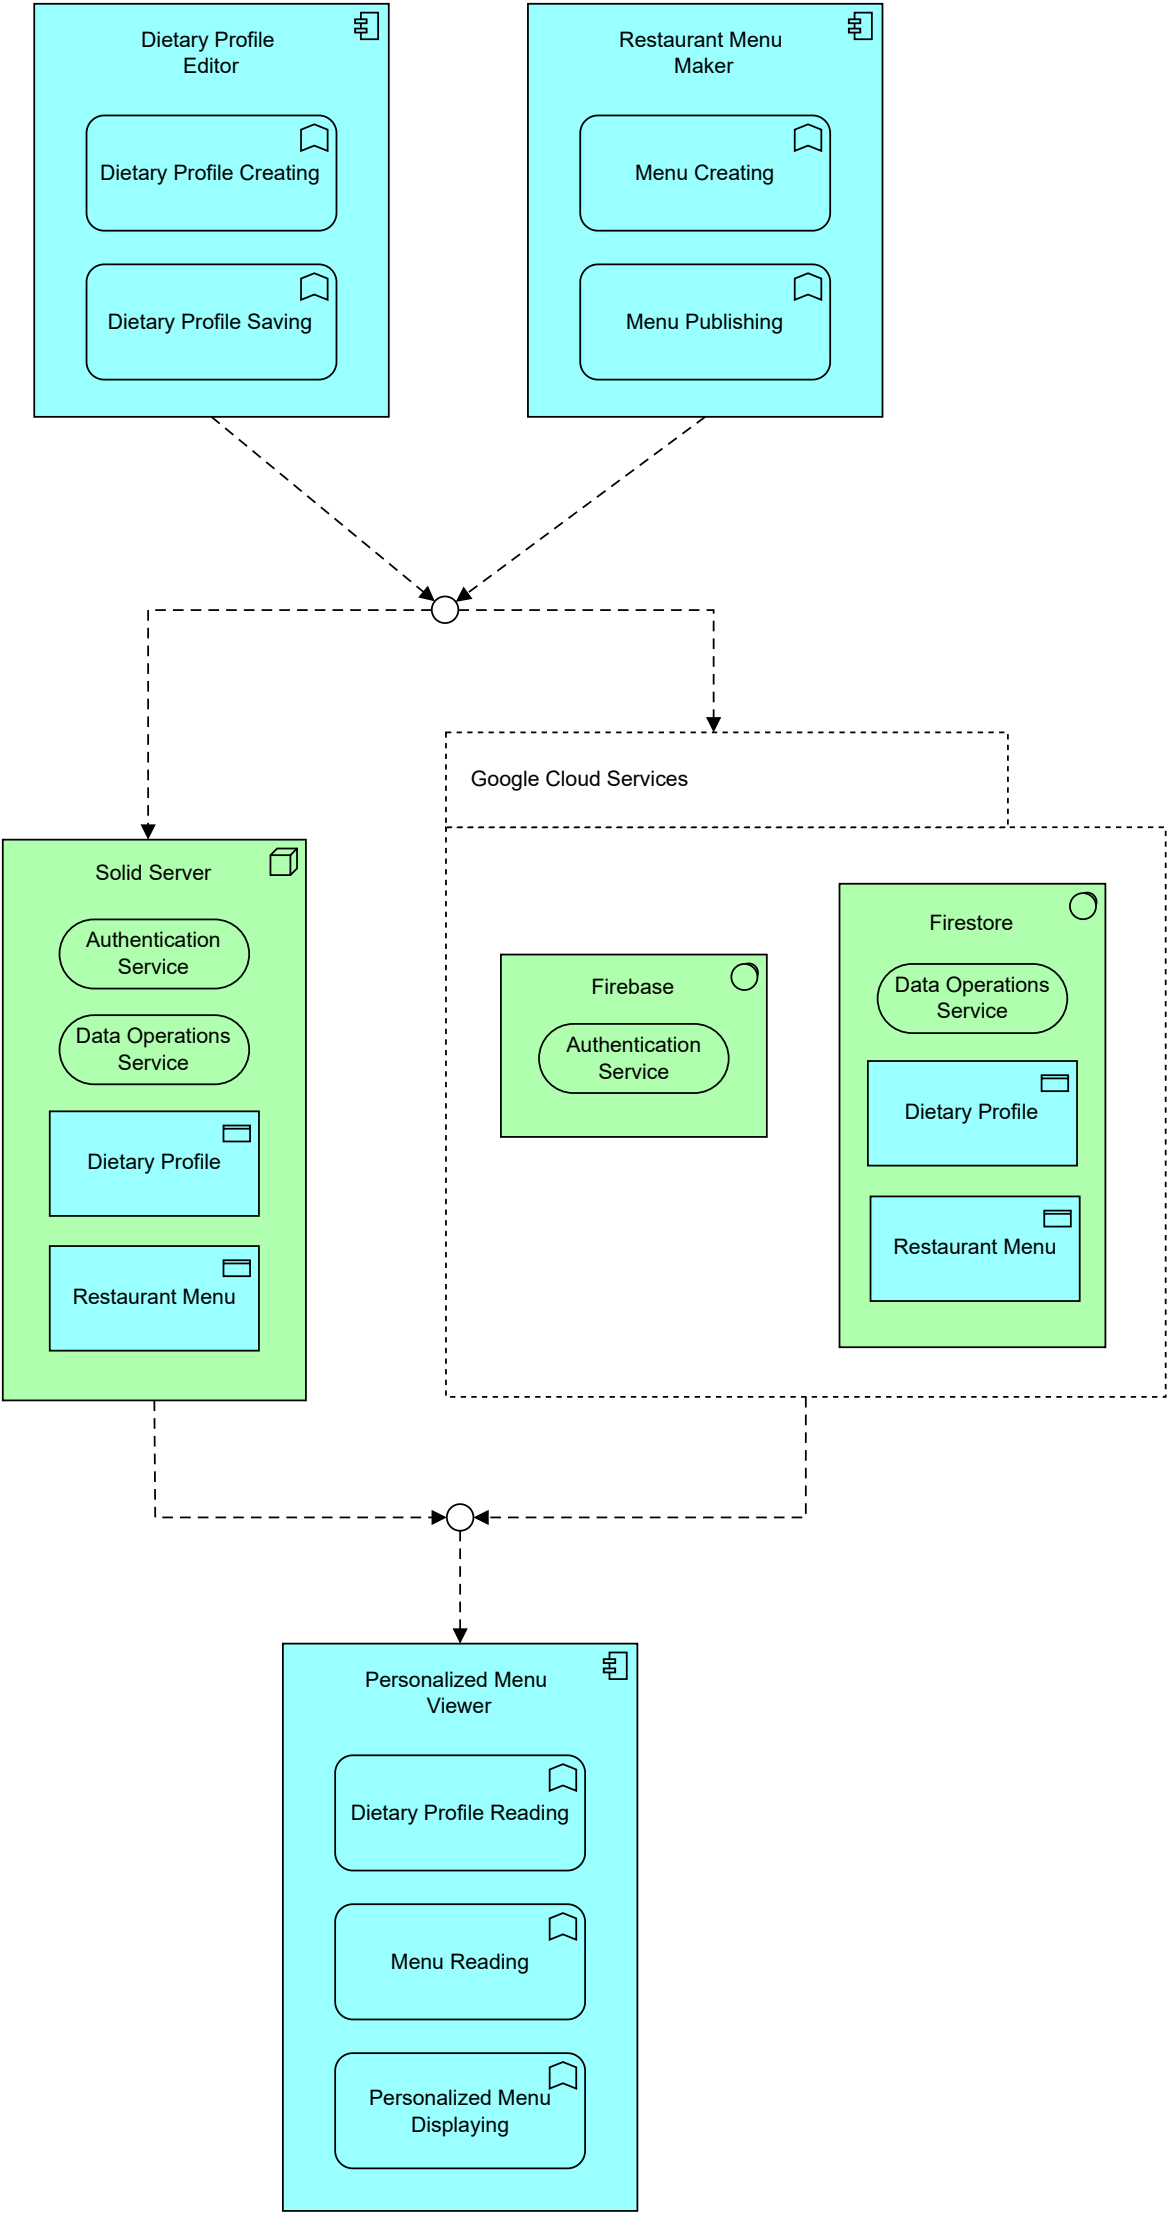 Dietary Profile
Editor
Dietary Profile Creating
Dietary Profile Saving
Restaurant Menu
Maker
Menu Creating
Menu Publishing
Solid Server
Authentication
Service
Data Operations
Service
Dietary Profile
Restaurant Menu
Google Cloud Services
Firebase
Authentication
Service
Firestore
Data Operations
Service
Dietary Profile
Restaurant Menu
Personalized Menu
Viewer
Dietary Profile Reading
Menu Reading
Personalized Menu
Displaying